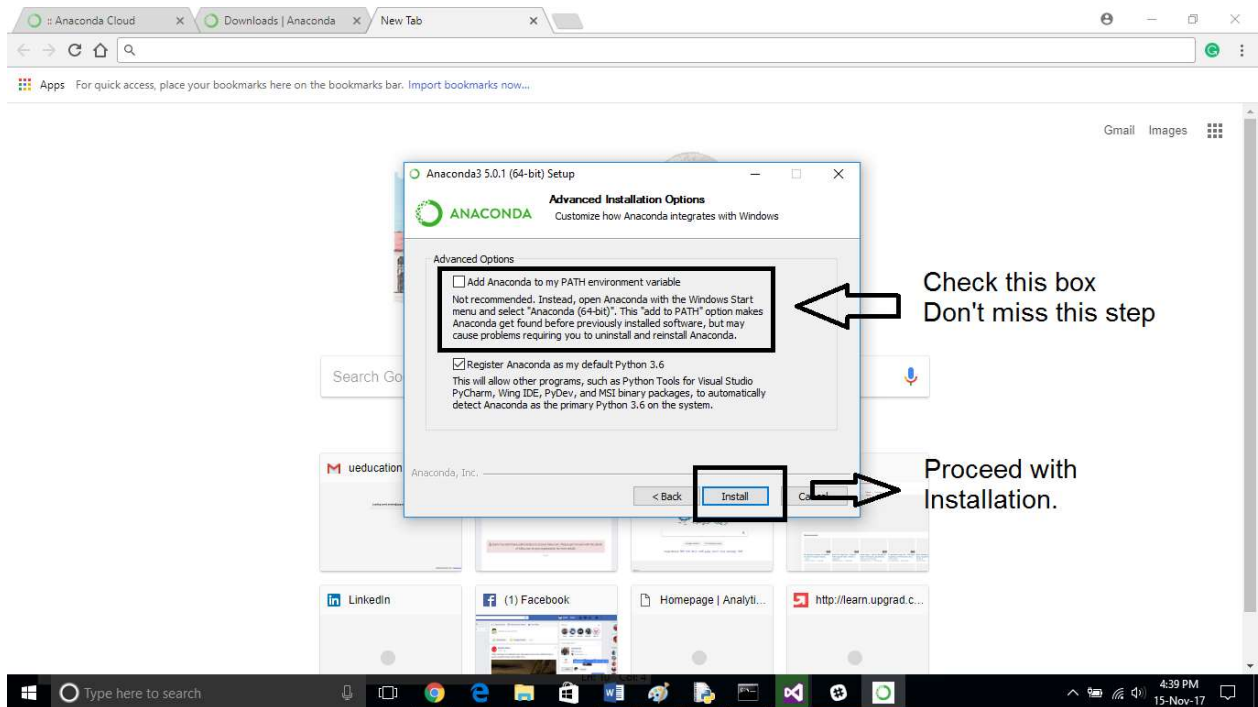 :: Anaconda Cloud
Downloads | Anaconda
New Tab
Apps For quick access, place your bookmarks here on the bookmarks bar. Import bookmarks now...
Gmail Images
Anaconda3 5.0.1 (64-bit) Setup
ANACONDA
Advanced Installation Options
Customize how Anaconda integrates with Windows
Advanced Options
Add Anaconda to my PATH environment variable
Not recommended. Instead, open Anaconda with the Windows Start
menu and select "Anaconda (64-bit)". This "add to PATH" option makes
Anaconda get found before previously installed software, but may
cause problems requiring you to uninstall and reinstall Anaconda.
Check this box
Don't miss this step
Register Anaconda as my default Python 3.6
This will allow other programs, such as Python Tools for Visual Studio
PyCharm, Wing IDE, PyDev, and MSI binary packages, to automatically
detect Anaconda as the primary Python 3.6 on the system.
Search Go
ueducation
Anaconda, Inc.
< Back
Install
Proceed with
Installation.
LinkedIn
(1) Facebook
Homepage | Analyti...
http://learn.upgrad.c...
Type here to search
4:39 PM
15-Nov-17